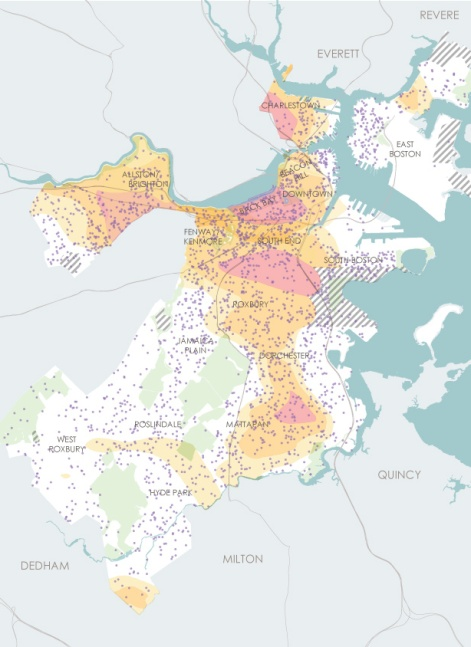 REVERE
EVERETT
CHARLESTOWN
EAST
BOSTON
BEACON
HILL
ALLSTON/
BRIGHTON
DOWNTOWN
BACK BAY
FENWAY/
KENMORE
SOUTH END
SOUTH BOSTON
ROXBURY
JAMAICA
PLAIN
DORCHESTER
ROSLINDALE
MATTAPAN
WEST
ROXBURY
QUINCY
HYDE PARK
MILTON
DEDHAM